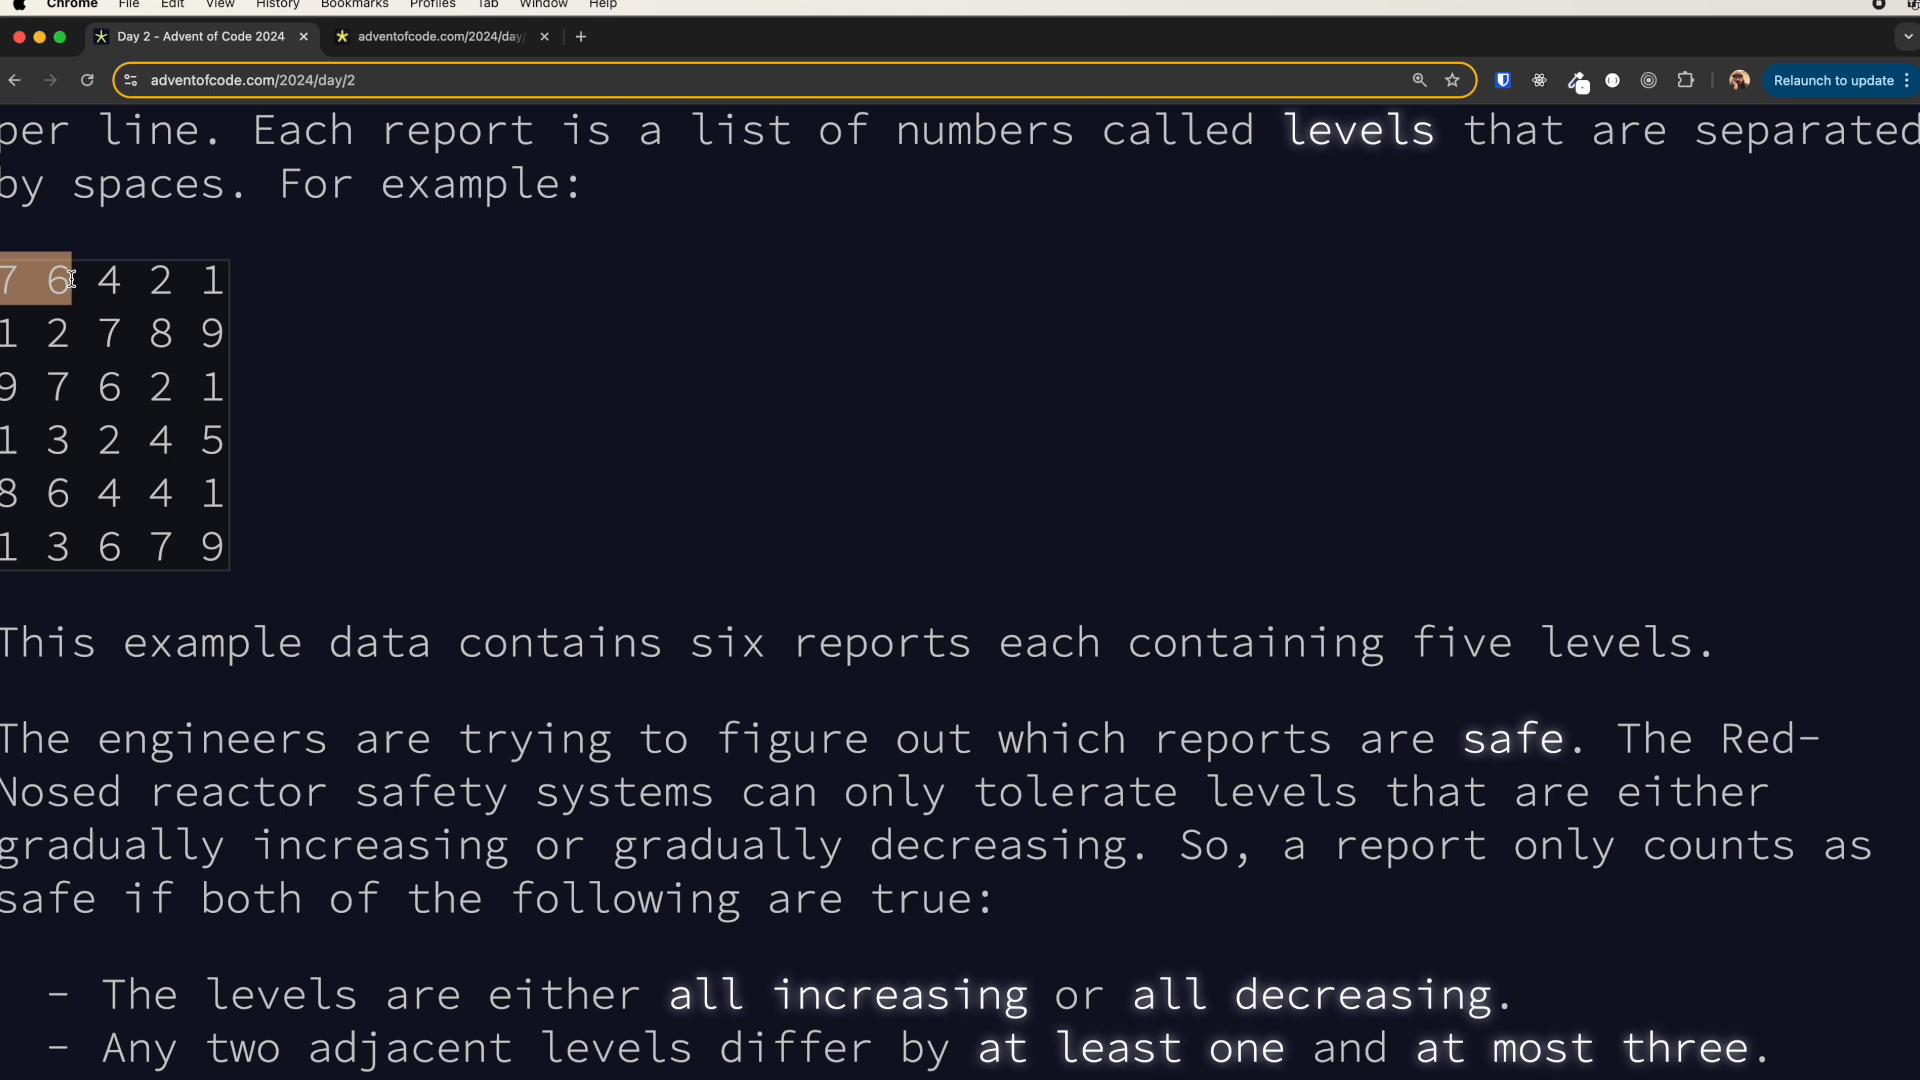 Chrome File Edit View History Bookmarks Profiles Tab Window Help
Day 2 - Advent of Code 2024 adventofcode.com/2024/day/
adventofcode.com/2024/day/2 Relaunch to update
per line. Each report is a list of numbers called levels that are separated
by spaces. For example:
7 6 4 2 1
1 2 7 8 9
9 7 6 2 1
1 3 2 4 5
8 6 4 4 1
1 3 6 7 9
This example data contains six reports each containing five levels.
The engineers are trying to figure out which reports are safe. The Red-
Nosed reactor safety systems can only tolerate levels that are either
gradually increasing or gradually decreasing. So, a report only counts as
safe if both of the following are true:
- The levels are either all increasing or all decreasing.
- Any two adjacent levels differ by at least one and at most three.